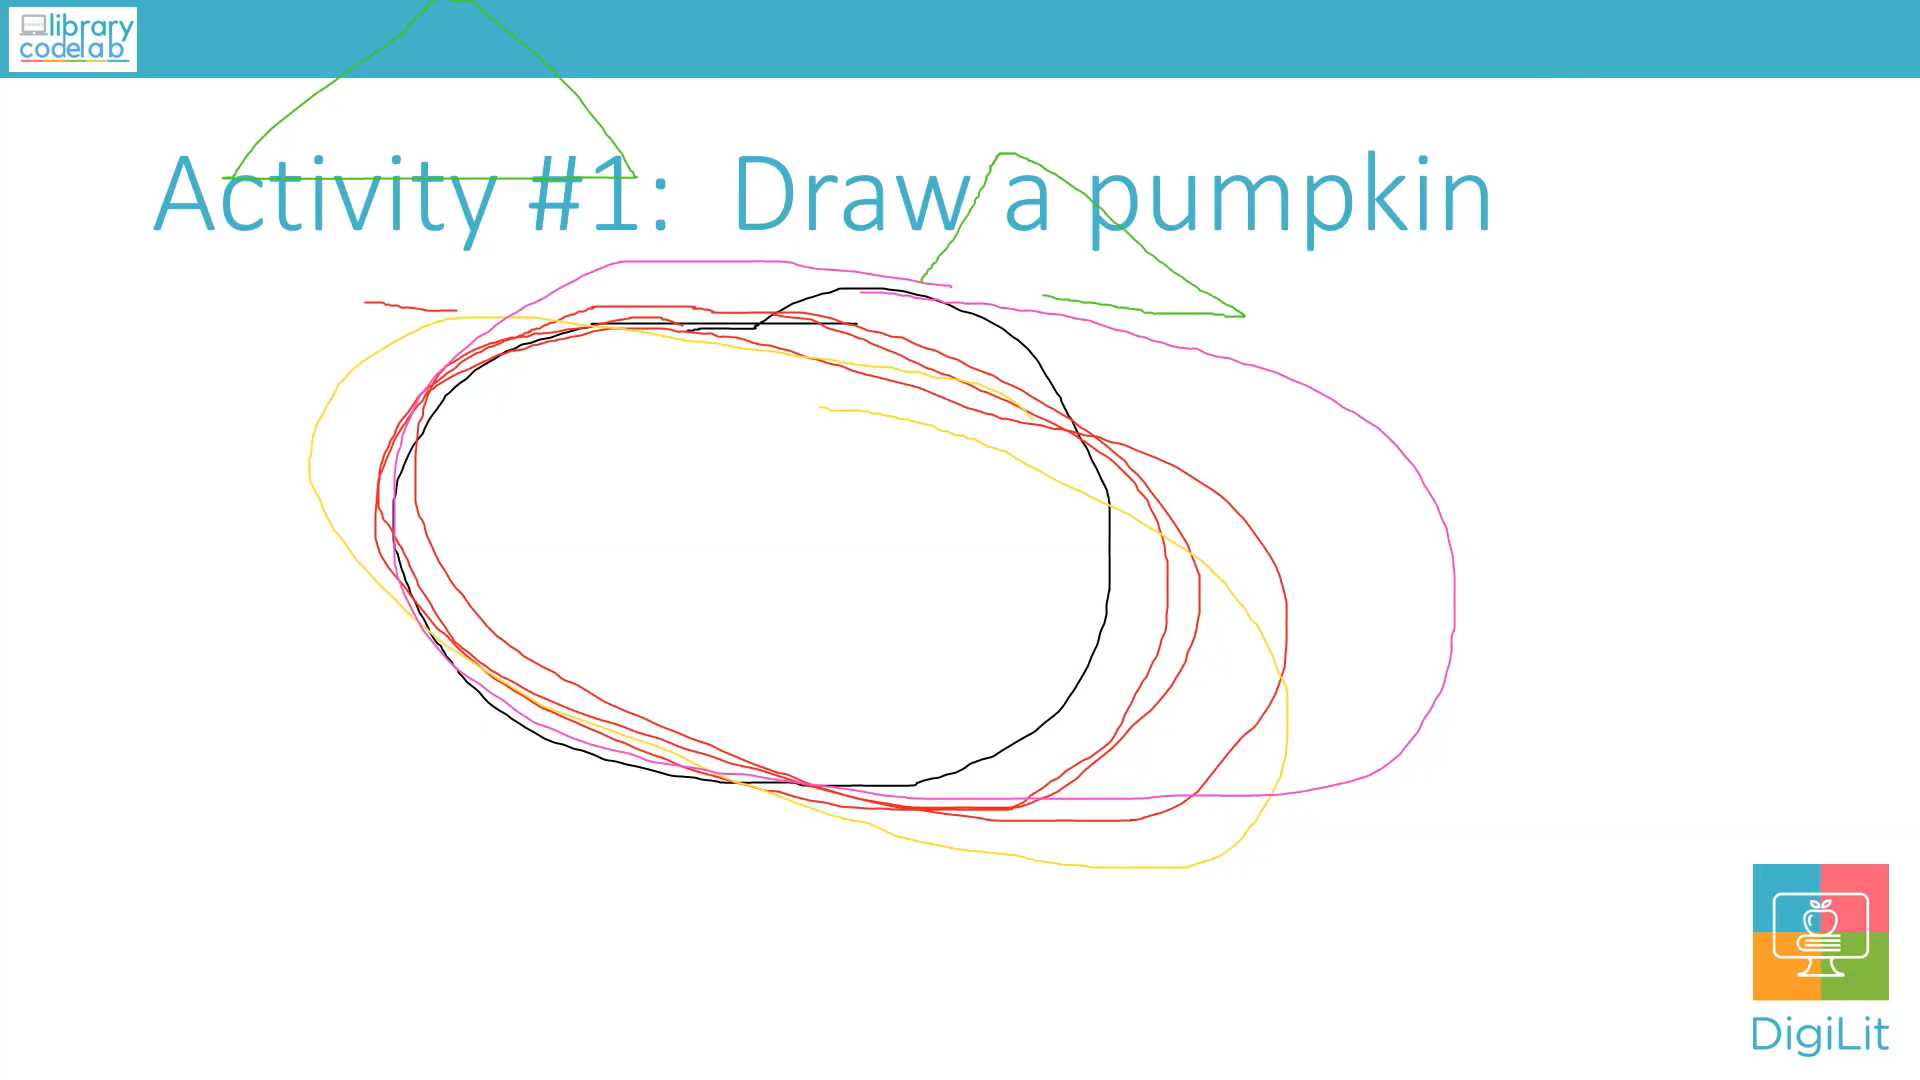 library
codelab
Activity #1: Draw a pumpkin
DigiLit